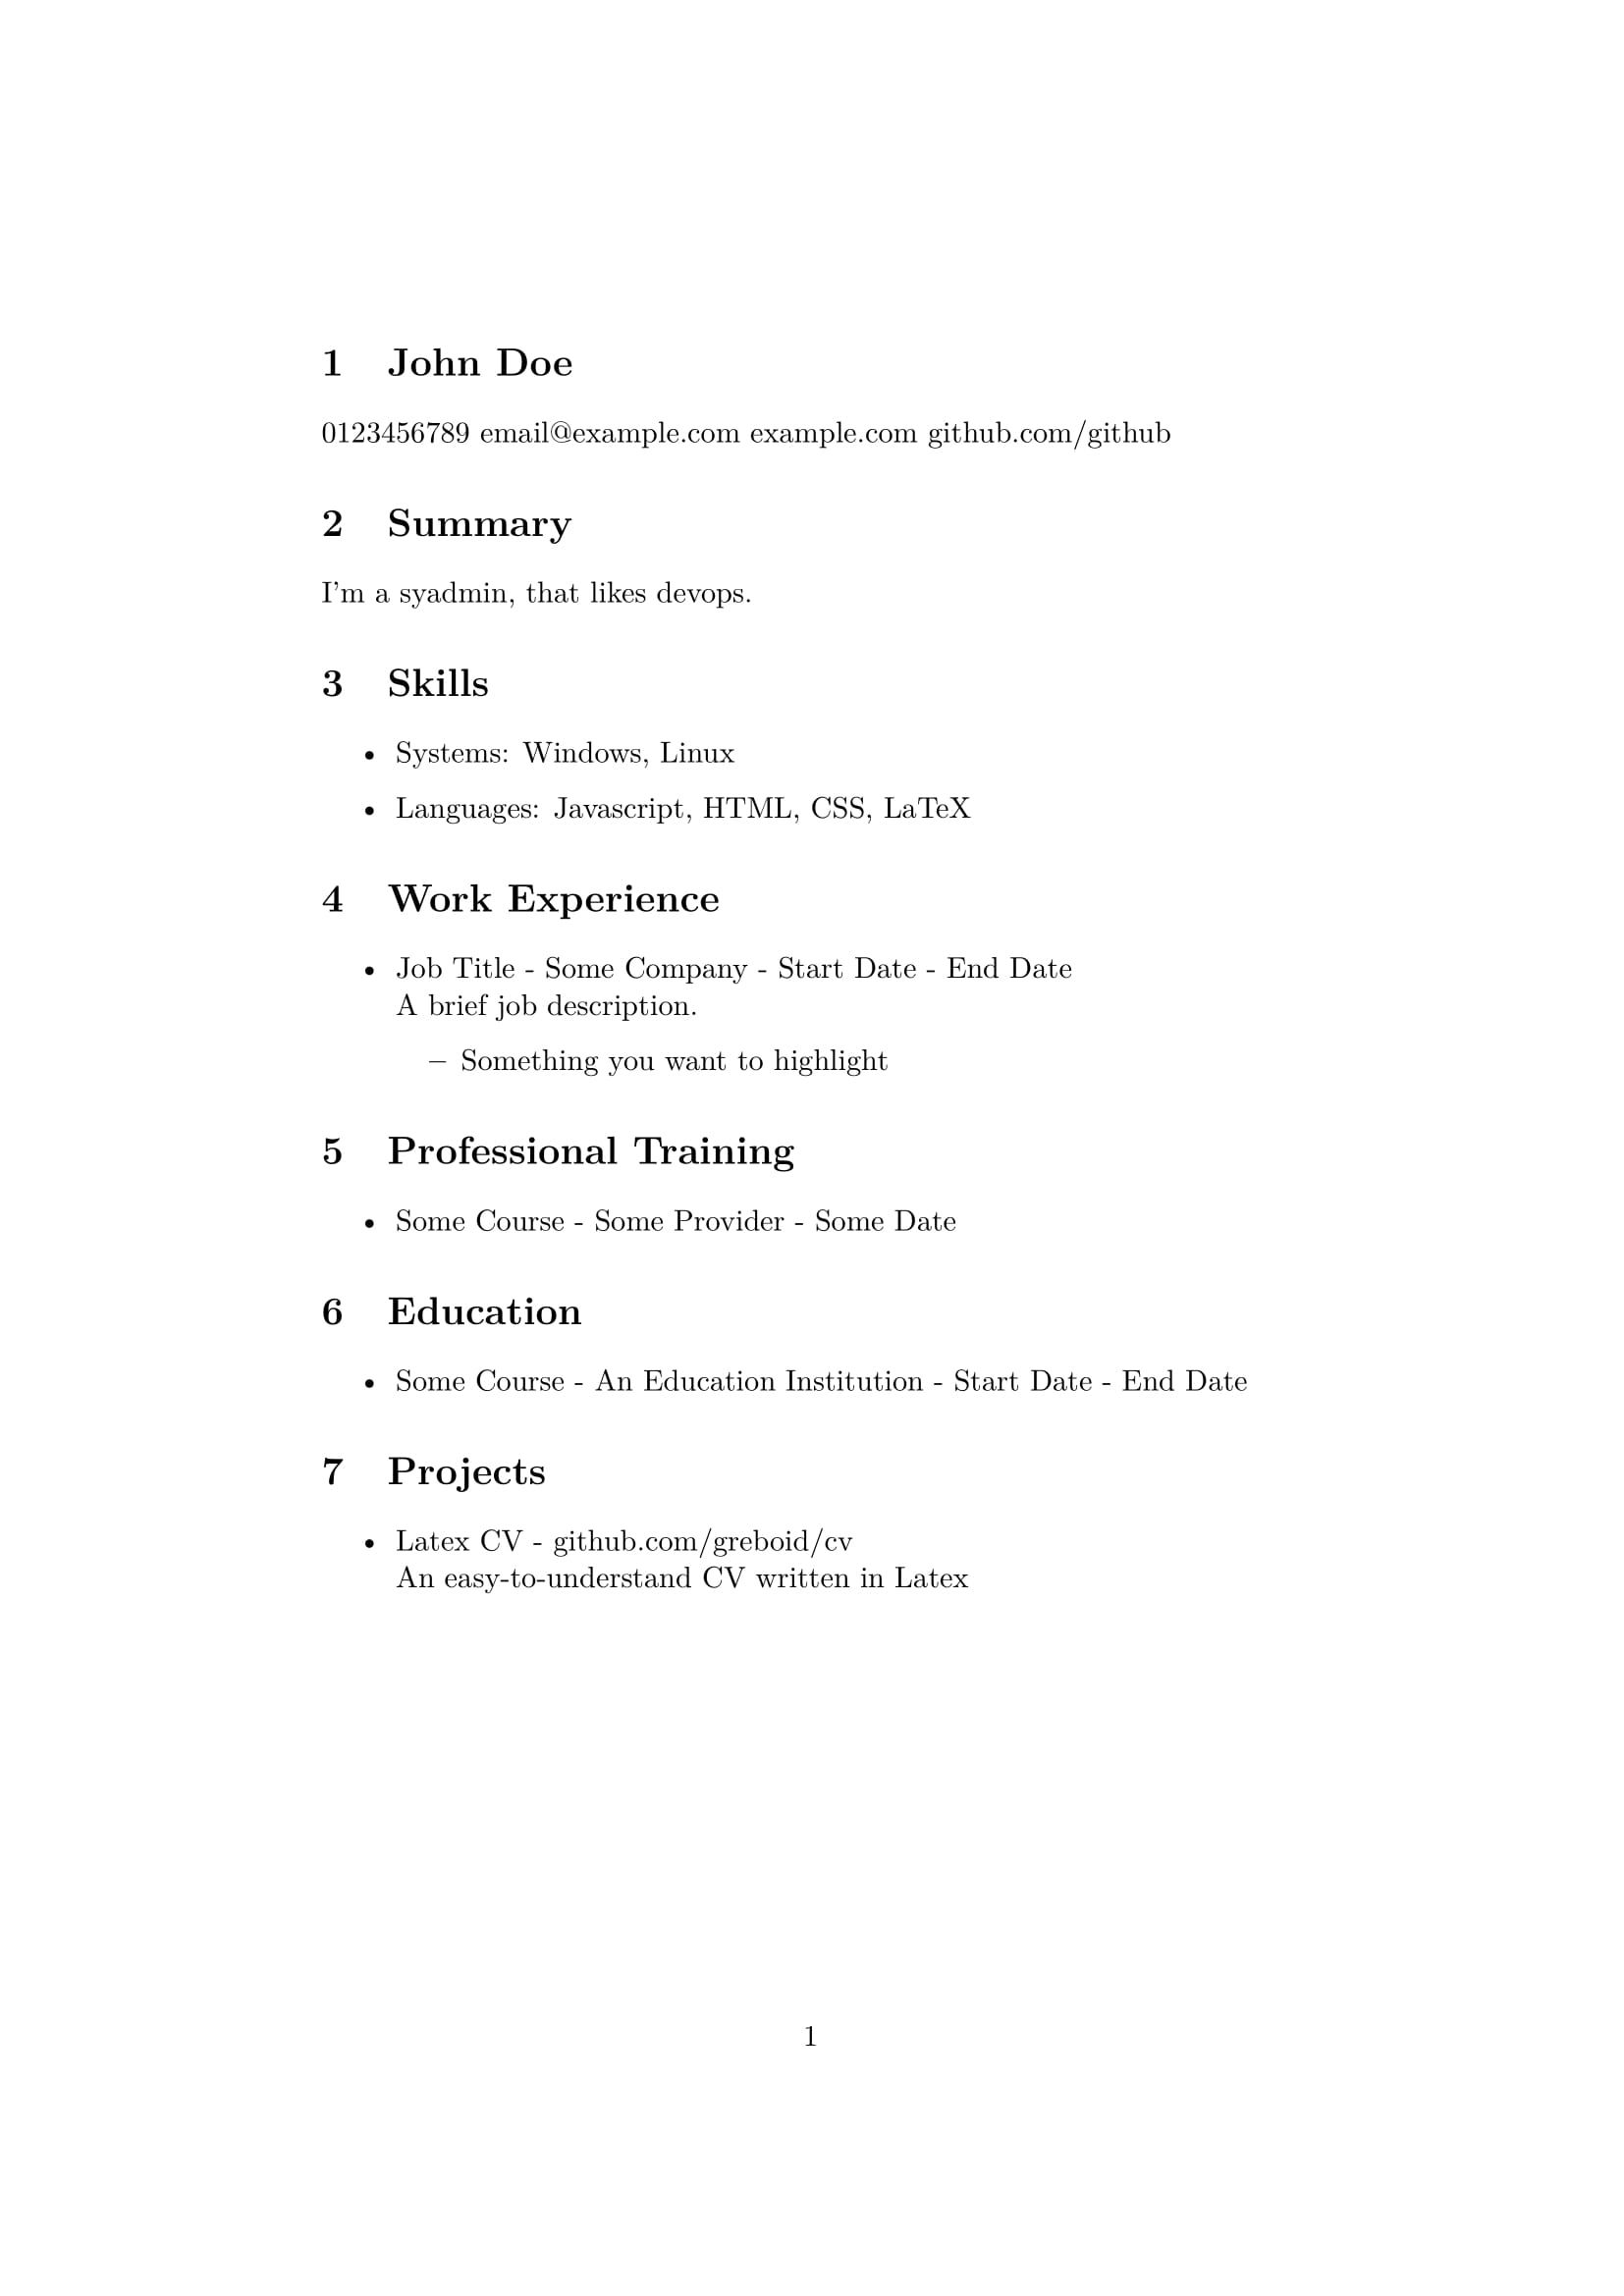 1 John Doe
0123456789 email@example.com example.com github.com/github
2 Summary
I'm a syadmin, that likes devops.
3 Skills
• Systems: Windows, Linux
• Languages: Javascript, HTML, CSS, LaTeX
4 Work Experience
• Job Title - Some Company - Start Date - End Date
A brief job description.
– Something you want to highlight
5 Professional Training
• Some Course - Some Provider - Some Date
6 Education
• Some Course - An Education Institution - Start Date - End Date
7 Projects
• Latex CV - github.com/greboid/cv
An easy-to-understand CV written in Latex
1